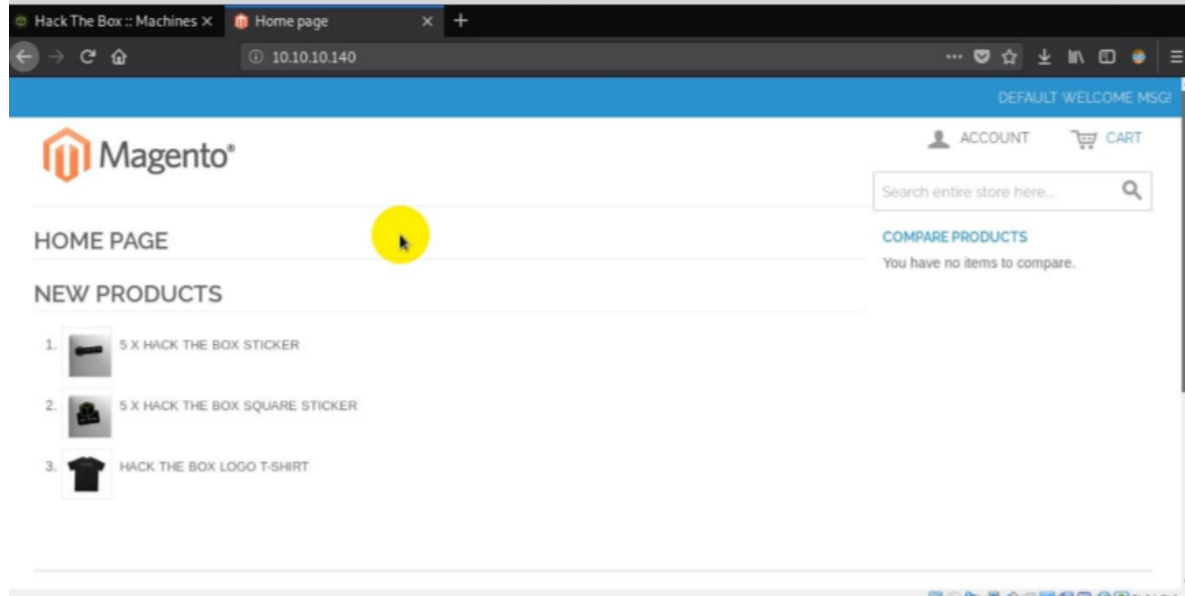 Hack The Box :: Machines
Home page
10.10.10.140
DEFAULT WELCOME MSG!
Magento®
ACCOUNT
CART
Search entire store here...
HOME PAGE
COMPARE PRODUCTS
You have no items to compare.
NEW PRODUCTS
1. 5 X HACK THE BOX STICKER
2. 5 X HACK THE BOX SQUARE STICKER
3. HACK THE BOX LOGO T-SHIRT